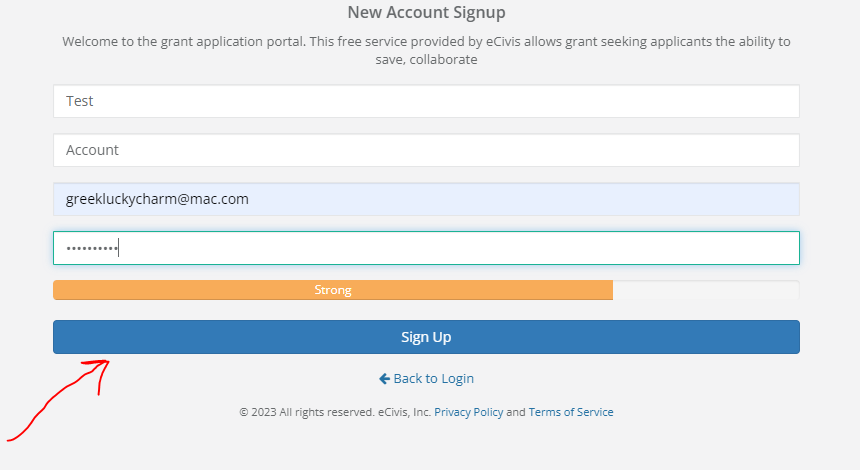 New Account Signup
Welcome to the grant application portal. This free service provided by eCivis allows grant seeking applicants the ability to
save, collaborate
Test
Account
greekluckycharm@mac.com
••••••••••
Strong
Sign Up
Back to Login
© 2023 All rights reserved. eCivis, Inc. Privacy Policy and Terms of Service